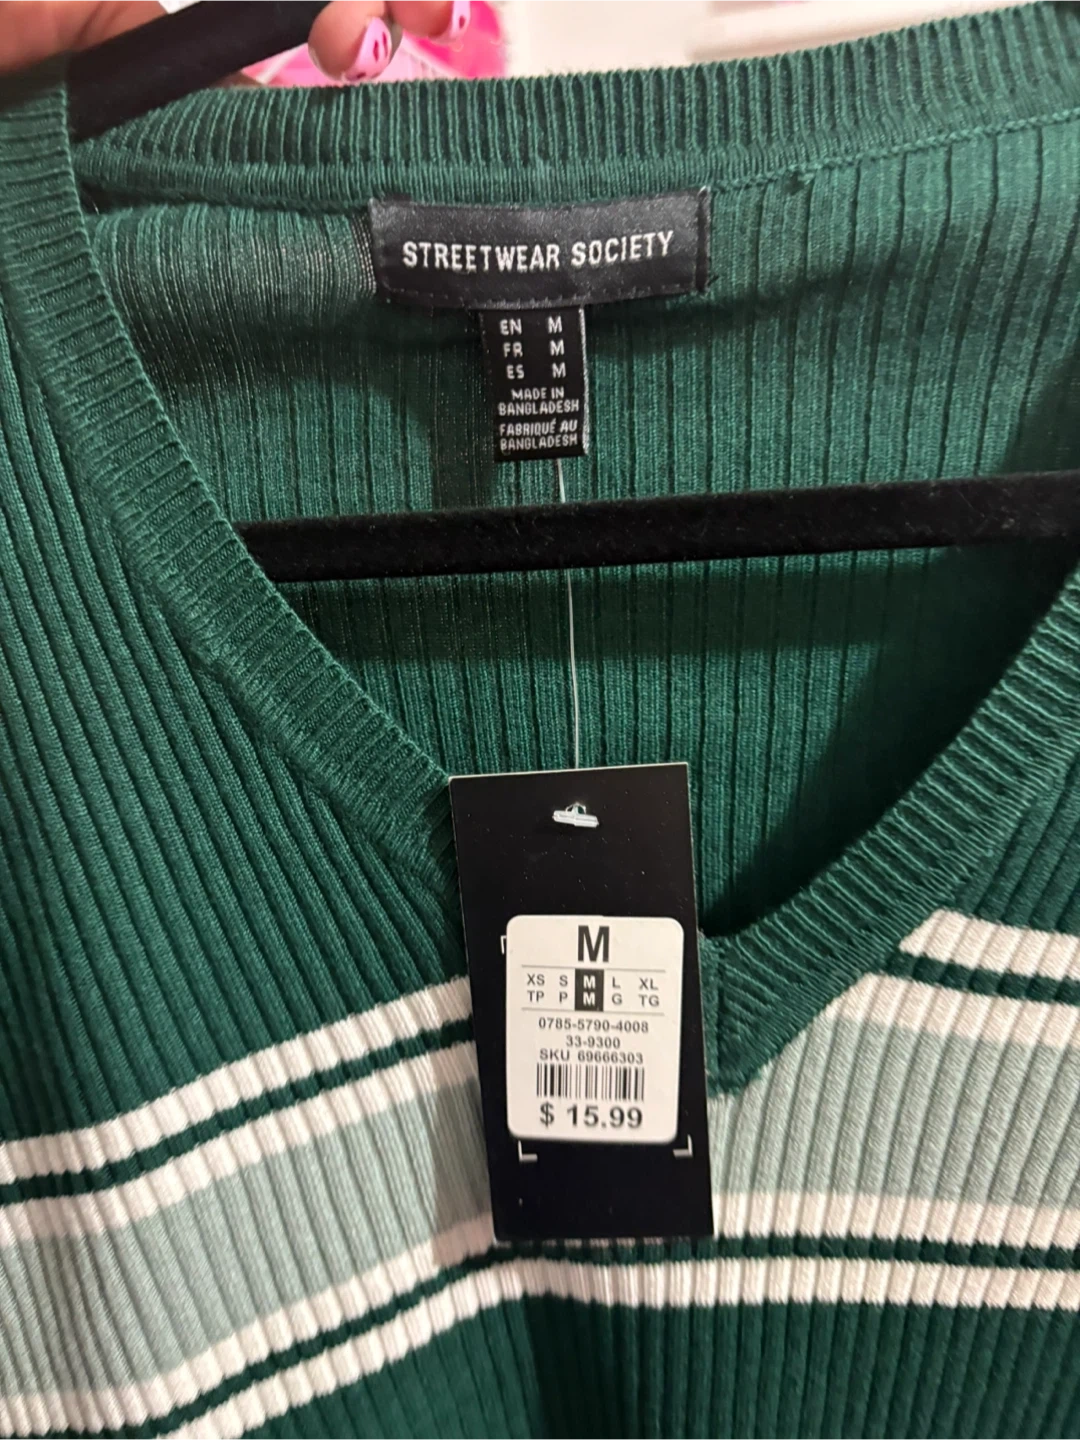 STREETWEAR SOCIETY
EN M
FR M
ES M
MADE IN
BANGLADESH
FABRIQUÉ AU
BANGLADESH
M
XS S M L XL
TP P M G TG
0785-5790-4008
33-9300
SKU 69666303
$ 15.99